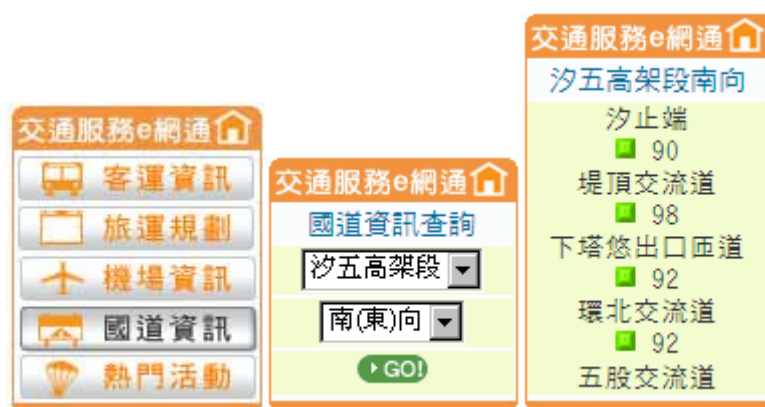 交通服務e網通
客運資訊
旅運規劃
機場資訊
國道資訊
熱門活動
交通服務e網通
國道資訊查詢
汐五高架段
南(東)向
GO!
交通服務e網通
汐五高架段南向
汐止端
90
堤頂交流道
98
下塔悠出口匝道
92
環北交流道
92
五股交流道